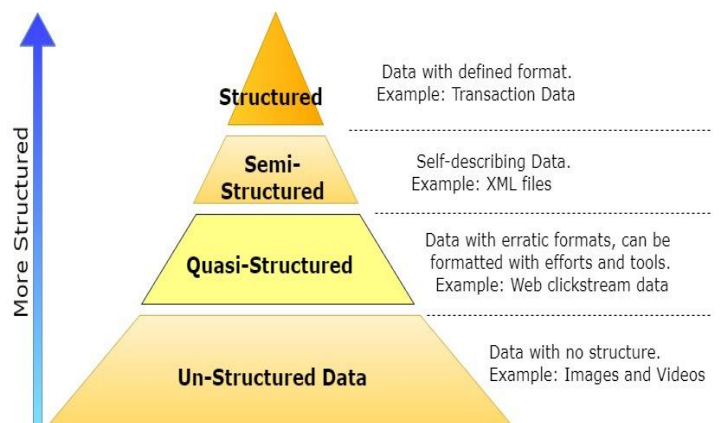 More Structured
Structured
Data with defined format.
Example: Transaction Data
Semi-
Structured
Self-describing Data.
Example: XML files
Quasi-Structured
Data with erratic formats, can be
formatted with efforts and tools.
Example: Web clickstream data
Un-Structured Data
Data with no structure.
Example: Images and Videos